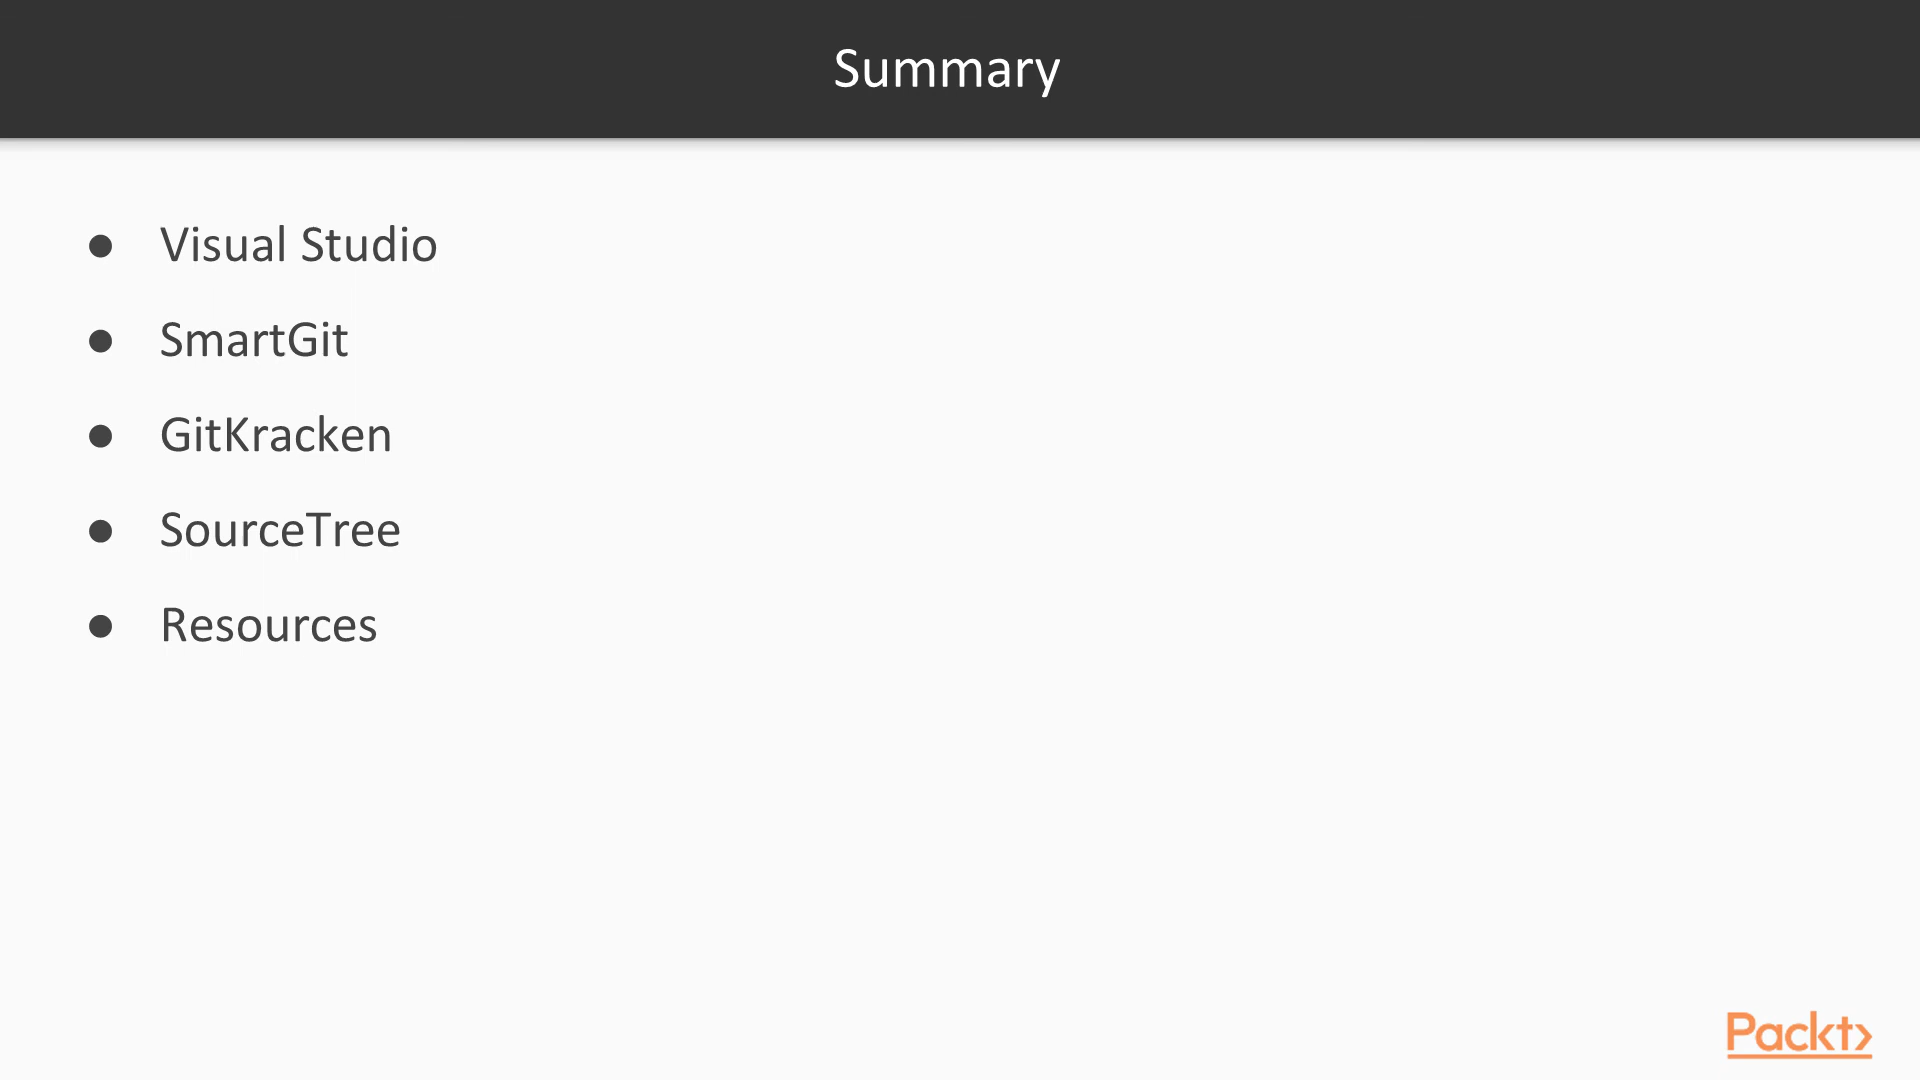 Summary
● Visual Studio
● SmartGit
● GitKracken
● SourceTree
● Resources
Packt>